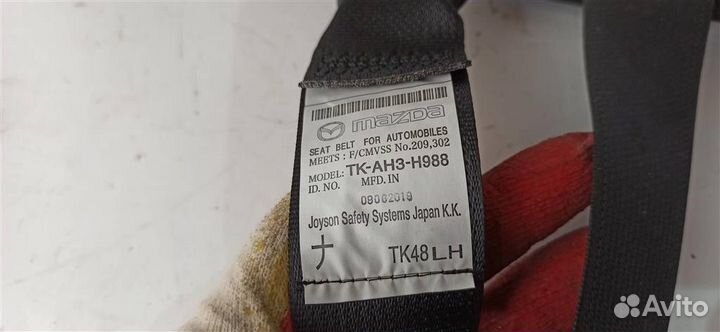 mazda
SEAT BELT FOR AUTOMOBILES
MEETS : F/CMVSS No.209,302
MODEL: TK-AH3-H988
ID. NO. MFD. IN
08062019
Joyson Safety Systems Japan K.K.
ナ TK48 LH
Avito